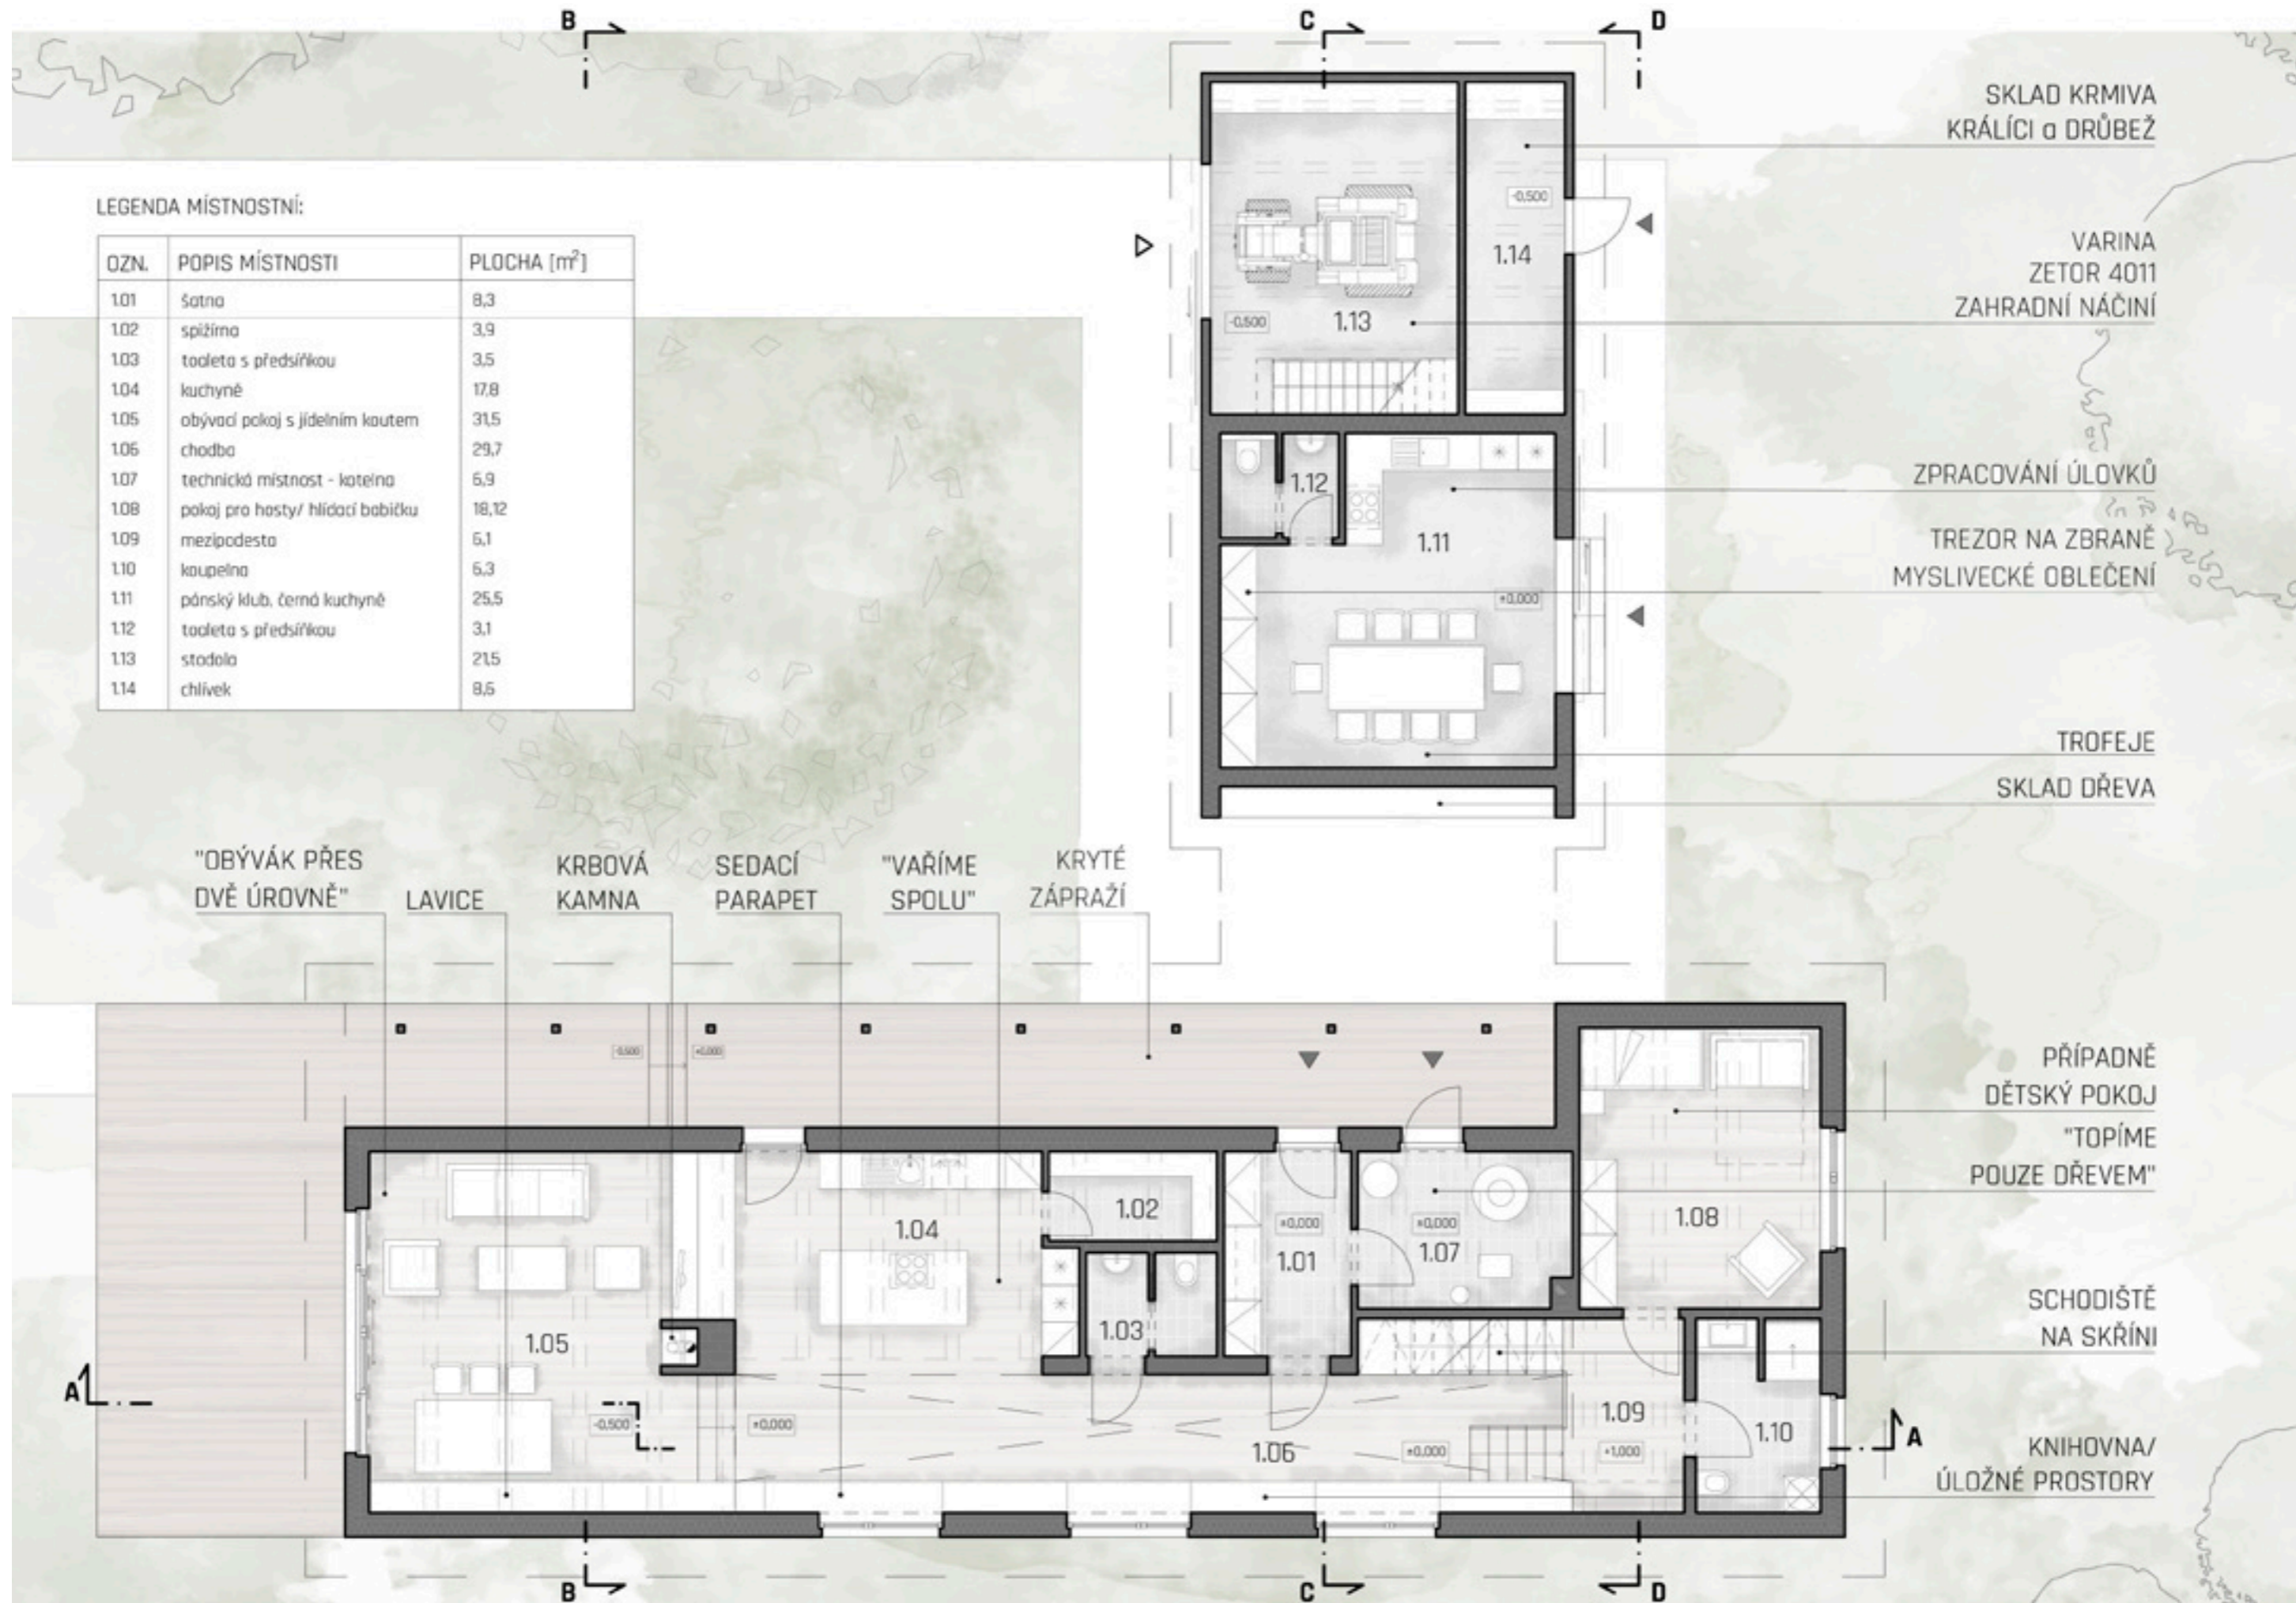 B
C
D
SKLAD KRMIVA
KRÁLÍCI a DRŮBEŽ
LEGENDA MÍSTNOSTNÍ:
OZN. POPIS MÍSTNOSTI PLOCHA [m²]
1.01 šatna 8,3
1.02 spižírna 3,9
1.03 toaleta s předsíňkou 3,5
1.04 kuchyně 17,8
1.05 obývací pokoj s jídelním koutem 31,5
1.06 chodba 29,7
1.07 technická místnost - kotelna 6,9
1.08 pokoj pro hosty/ hlídací babičku 18,12
1.09 mezipodesta 6,1
1.10 koupelna 6,3
1.11 pánský klub, černá kuchyně 25,5
1.12 toaleta s předsíňkou 3,1
1.13 stodola 21,5
1.14 chlívek 8,6
-0,500
1.14
-0,500
1.13
VARINA
ZETOR 4011
ZAHRADNÍ NÁČINÍ
1.12
1.11
±0,000
ZPRACOVÁNÍ ÚLOVKŮ
TREZOR NA ZBRANĚ
MYSLIVECKÉ OBLEČENÍ
TROFEJE
SKLAD DŘEVA
"OBÝVÁK PŘES
DVĚ ÚROVNĚ"
LAVICE
KRBOVÁ
KAMNA
SEDACÍ
PARAPET
"VAŘÍME
SPOLU"
KRYTÉ
ZÁPRAŽÍ
-0,500
±0,000
PŘÍPADNĚ
DĚTSKÝ POKOJ
"TOPÍME
POUZE DŘEVEM"
1.04
1.02
±0,000
1.01
±0,000
1.07
1.08
1.05
1.03
SCHODIŠTĚ
NA SKŘÍNI
A
-0,500
±0,000
1.06
±0,000
1.09
+1,000
1.10
A
KNIHOVNA/
ÚLOŽNÉ PROSTORY
B
C
D